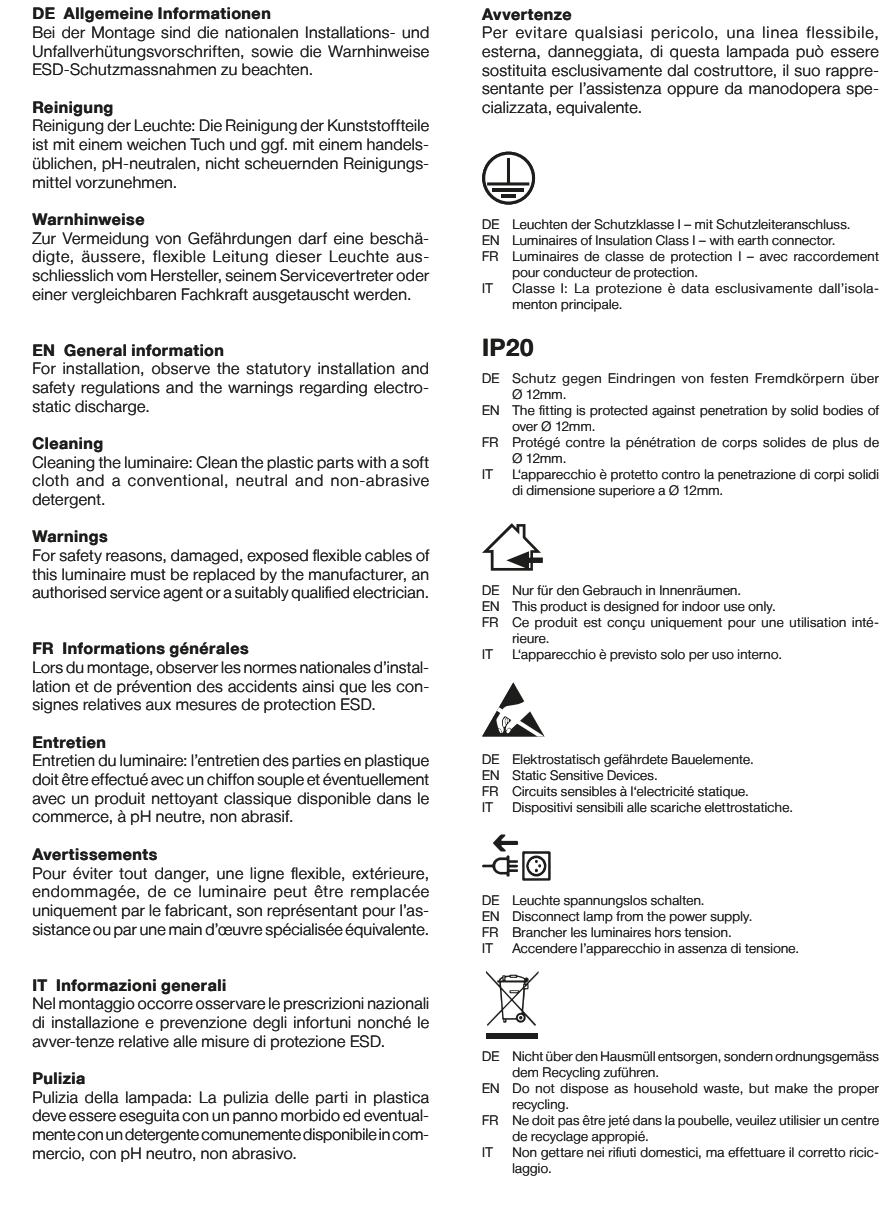 DE Allgemeine Informationen
Bei der Montage sind die nationalen Installations- und
Unfallverhütungsvorschriften, sowie die Warnhinweise
ESD-Schutzmassnahmen zu beachten.
Reinigung
Reinigung der Leuchte: Die Reinigung der Kunststoffteile
ist mit einem weichen Tuch und ggf. mit einem handels-
üblichen, pH-neutralen, nicht scheuernden Reinigungs-
mittel vorzunehmen.
Warnhinweise
Zur Vermeidung von Gefährdungen darf eine beschä-
digte, äussere, flexible Leitung dieser Leuchte aus-
schliesslich vom Hersteller, seinem Servicevertreter oder
einer vergleichbaren Fachkraft ausgetauscht werden.
EN General information
For installation, observe the statutory installation and
safety regulations and the warnings regarding electro-
static discharge.
Cleaning
Cleaning the luminaire: Clean the plastic parts with a soft
cloth and a conventional, neutral and non-abrasive
detergent.
Warnings
For safety reasons, damaged, exposed flexible cables of
this luminaire must be replaced by the manufacturer, an
authorised service agent or a suitably qualified electrician.
FR Informations générales
Lors du montage, observer les normes nationales d'instal-
lation et de prévention des accidents ainsi que les con-
signes relatives aux mesures de protection ESD.
Entretien
Entretien du luminaire: l'entretien des parties en plastique
doit être effectué avec un chiffon souple et éventuellement
avec un produit nettoyant classique disponible dans le
commerce, à pH neutre, non abrasif.
Avertissements
Pour éviter tout danger, une ligne flexible, extérieure,
endommagée, de ce luminaire peut être remplacée
uniquement par le fabricant, son représentant pour l'as-
sistance ou par une main d'œuvre spécialisée équivalente.
IT Informazioni generali
Nel montaggio occorre osservare le prescrizioni nazionali
di installazione e prevenzione degli infortuni nonché le
avver-tenze relative alle misure di protezione ESD.
Pulizia
Pulizia della lampada: La pulizia delle parti in plastica
deve essere eseguita con un panno morbido ed eventual-
mente con un detergente comunemente disponibile in com-
mercio, con pH neutro, non abrasivo.
Avvertenze
Per evitare qualsiasi pericolo, una linea flessibile,
esterna, danneggiata, di questa lampada può essere
sostituita esclusivamente dal costruttore, il suo rappre-
sentante per l'assistenza oppure da manodopera spe-
cializzata, equivalente.
DE Leuchten der Schutzklasse I – mit Schutzleiteranschluss.
EN Luminaires of Insulation Class I – with earth connector.
FR Luminaires de classe de protection I – avec raccordement
pour conducteur de protection.
IT Classe I: La protezione è data esclusivamente dall'isola-
menton principale.
IP20
DE Schutz gegen Eindringen von festen Fremdkörpern über
Ø 12mm.
EN The fitting is protected against penetration by solid bodies of
over Ø 12mm.
FR Protégé contre la pénétration de corps solides de plus de
Ø 12mm.
IT L'apparecchio è protetto contro la penetrazione di corpi solidi
di dimensione superiore a Ø 12mm.
DE Nur für den Gebrauch in Innenräumen.
EN This product is designed for indoor use only.
FR Ce produit est conçu uniquement pour une utilisation inté-
rieure.
IT L'apparecchio è previsto solo per uso interno.
DE Elektrostatisch gefährdete Bauelemente.
EN Static Sensitive Devices.
FR Circuits sensibles à l'electricité statique.
IT Dispositivi sensibili alle scariche elettrostatiche.
DE Leuchte spannungslos schalten.
EN Disconnect lamp from the power supply.
FR Brancher les luminaires hors tension.
IT Accendere l'apparecchio in assenza di tensione.
DE Nicht über den Hausmüll entsorgen, sondern ordnungsgemäss
dem Recycling zuführen.
EN Do not dispose as household waste, but make the proper
recycling.
FR Ne doit pas être jeté dans la poubelle, veuilez utilisier un centre
de recyclage appropié.
IT Non gettare nei rifiuti domestici, ma effettuare il corretto ricic-
laggio.